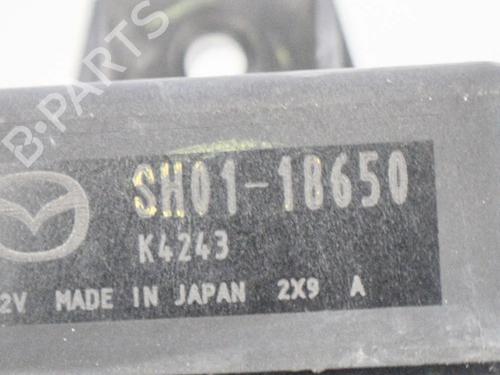 B-PARTS
SH01-18650
K4243
2V MADE IN JAPAN 2X9 A